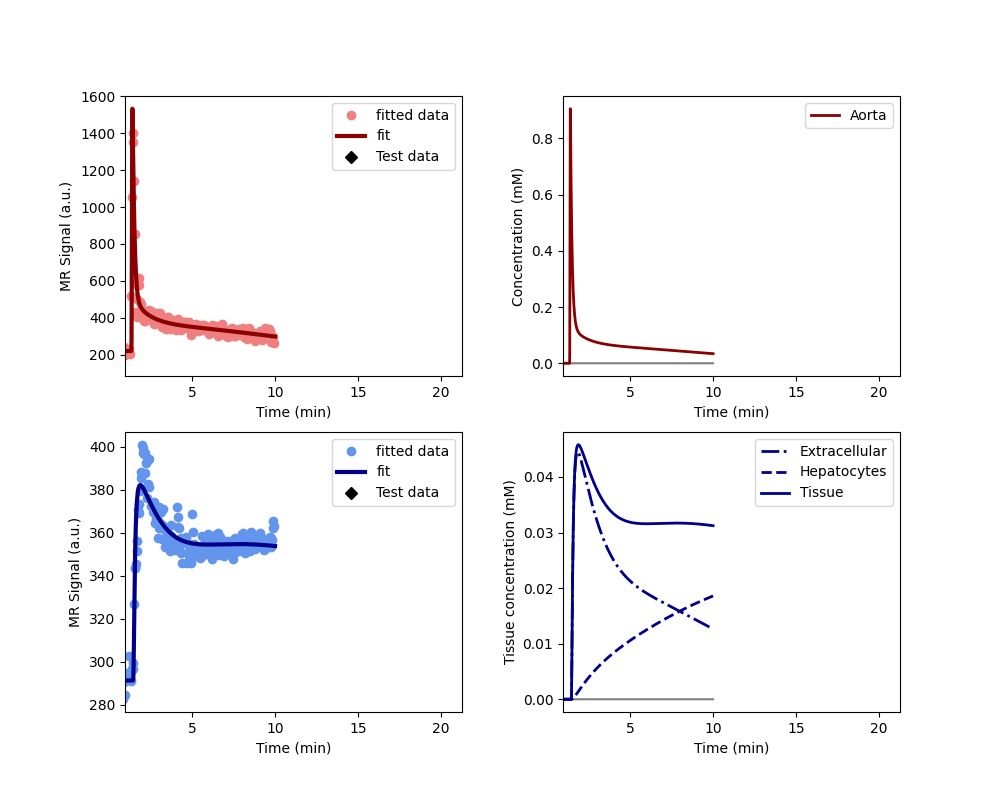 1600
1400
1200
1000
800
600
400
200
MR Signal (a.u.)
fitted data
fit
Test data
5
10
15
20
Time (min)
0.8
0.6
0.4
0.2
0.0
Concentration (mM)
Aorta
5
10
15
20
Time (min)
400
380
360
340
320
300
280
MR Signal (a.u.)
fitted data
fit
Test data
5
10
15
20
Time (min)
0.04
0.03
0.02
0.01
0.00
Tissue concentration (mM)
Extracellular
Hepatocytes
Tissue
5
10
15
20
Time (min)